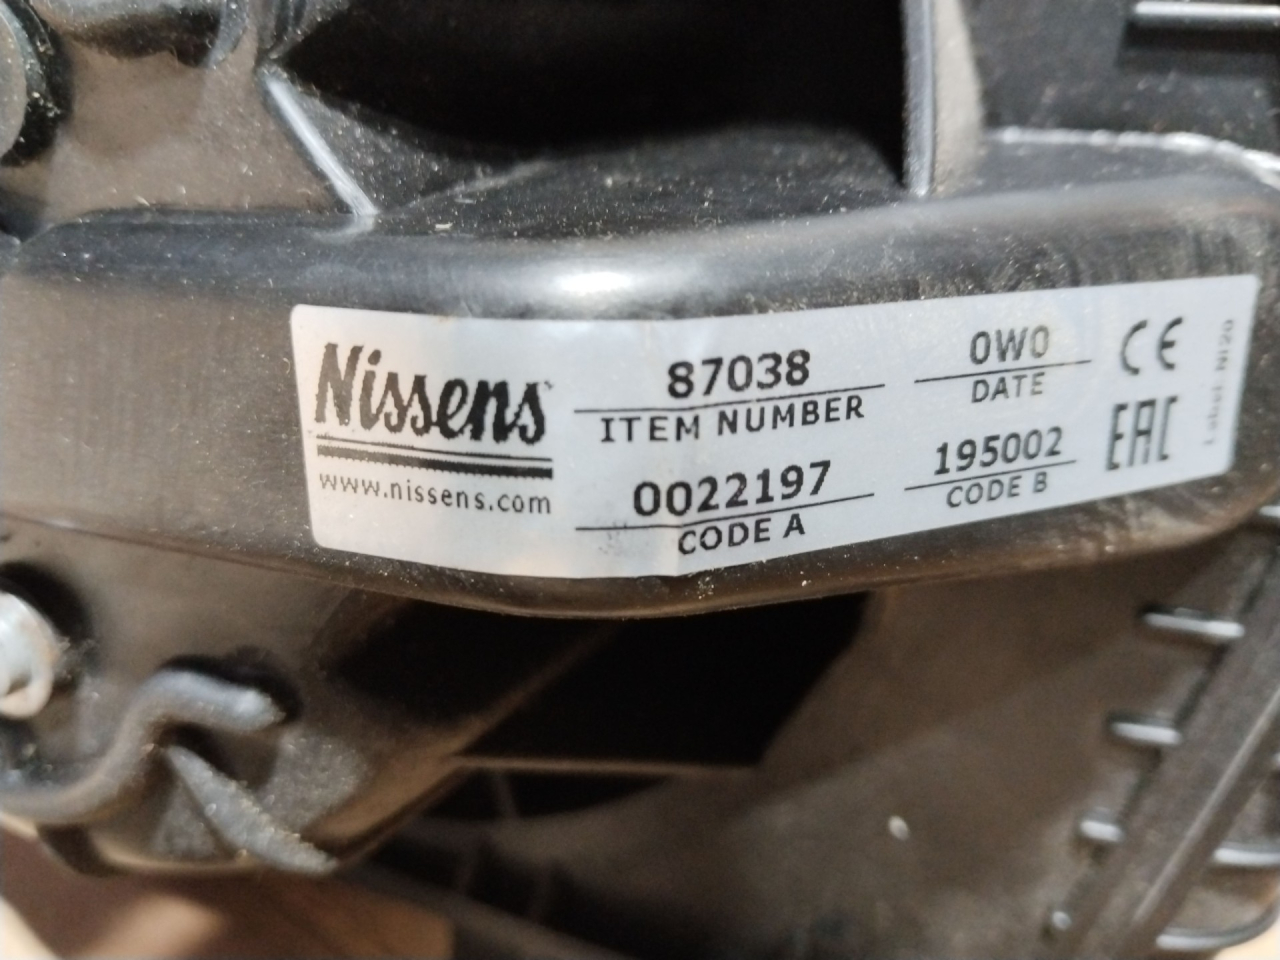 Nissens
www.nissens.com
87038
ITEM NUMBER
0022197
CODE A
0W0
DATE
195002
CODE B
CE
EAC
Label: NI20